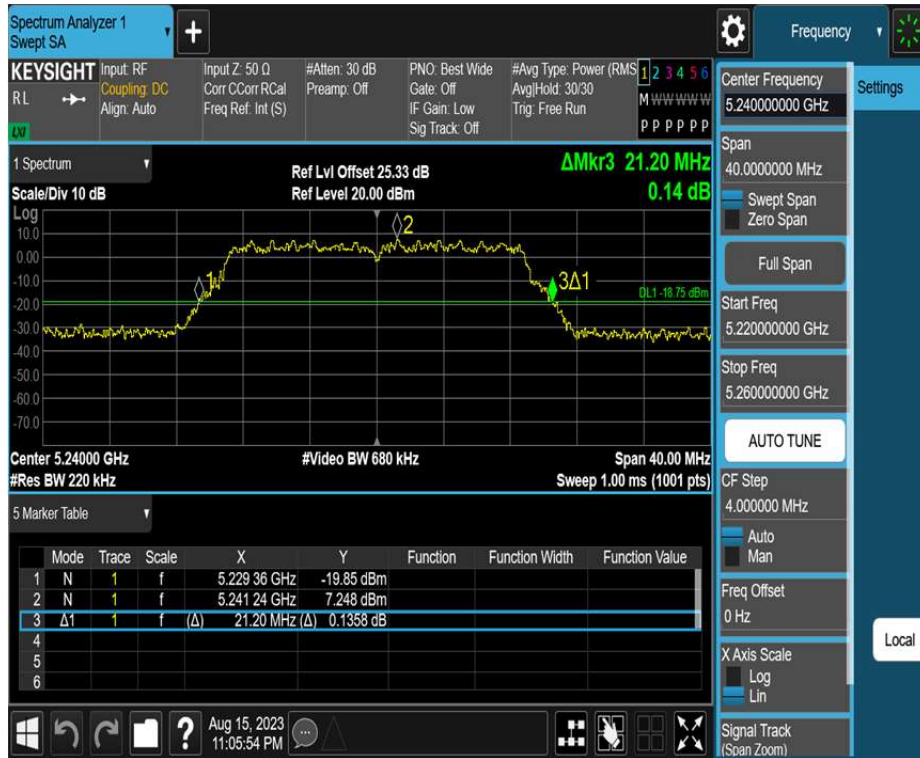 Spectrum Analyzer 1
Swept SA
Frequency
KEYSIGHT
RL
LXI
Input: RF
Coupling: DC
Align: Auto
Input Z: 50 Ω
Corr CCorr RCal
Freq Ref: Int (S)
#Atten: 30 dB
Preamp: Off
PNO: Best Wide
Gate: Off
IF Gain: Low
Sig Track: Off
#Avg Type: Power (RMS
Avg|Hold: 30/30
Trig: Free Run
1 2 3 4 5 6
M W W W W W
P P P P P P
1 Spectrum
Scale/Div 10 dB
Ref Lvl Offset 25.33 dB
Ref Level 20.00 dBm
ΔMkr3 21.20 MHz
0.14 dB
Log
10.0
0.00
-10.0
-20.0
-30.0
-40.0
-50.0
-60.0
-70.0
1
2
3Δ1
DL1 -18.75 dBm
Center 5.24000 GHz
#Video BW 680 kHz
Span 40.00 MHz
#Res BW 220 kHz
Sweep 1.00 ms (1001 pts)
5 Marker Table
Mode Trace Scale X Y Function Function Width Function Value
1 N 1 f 5.229 36 GHz -19.85 dBm
2 N 1 f 5.241 24 GHz 7.248 dBm
3 Δ1 1 f (Δ) 21.20 MHz (Δ) 0.1358 dB
4
5
6
?
Aug 15, 2023
11:05:54 PM
Center Frequency
5.240000000 GHz
Span
40.0000000 MHz
Swept Span
Zero Span
Full Span
Start Freq
5.220000000 GHz
Stop Freq
5.260000000 GHz
AUTO TUNE
CF Step
4.000000 MHz
Auto
Man
Freq Offset
0 Hz
X Axis Scale
Log
Lin
Signal Track
(Span Zoom)
Settings
Local